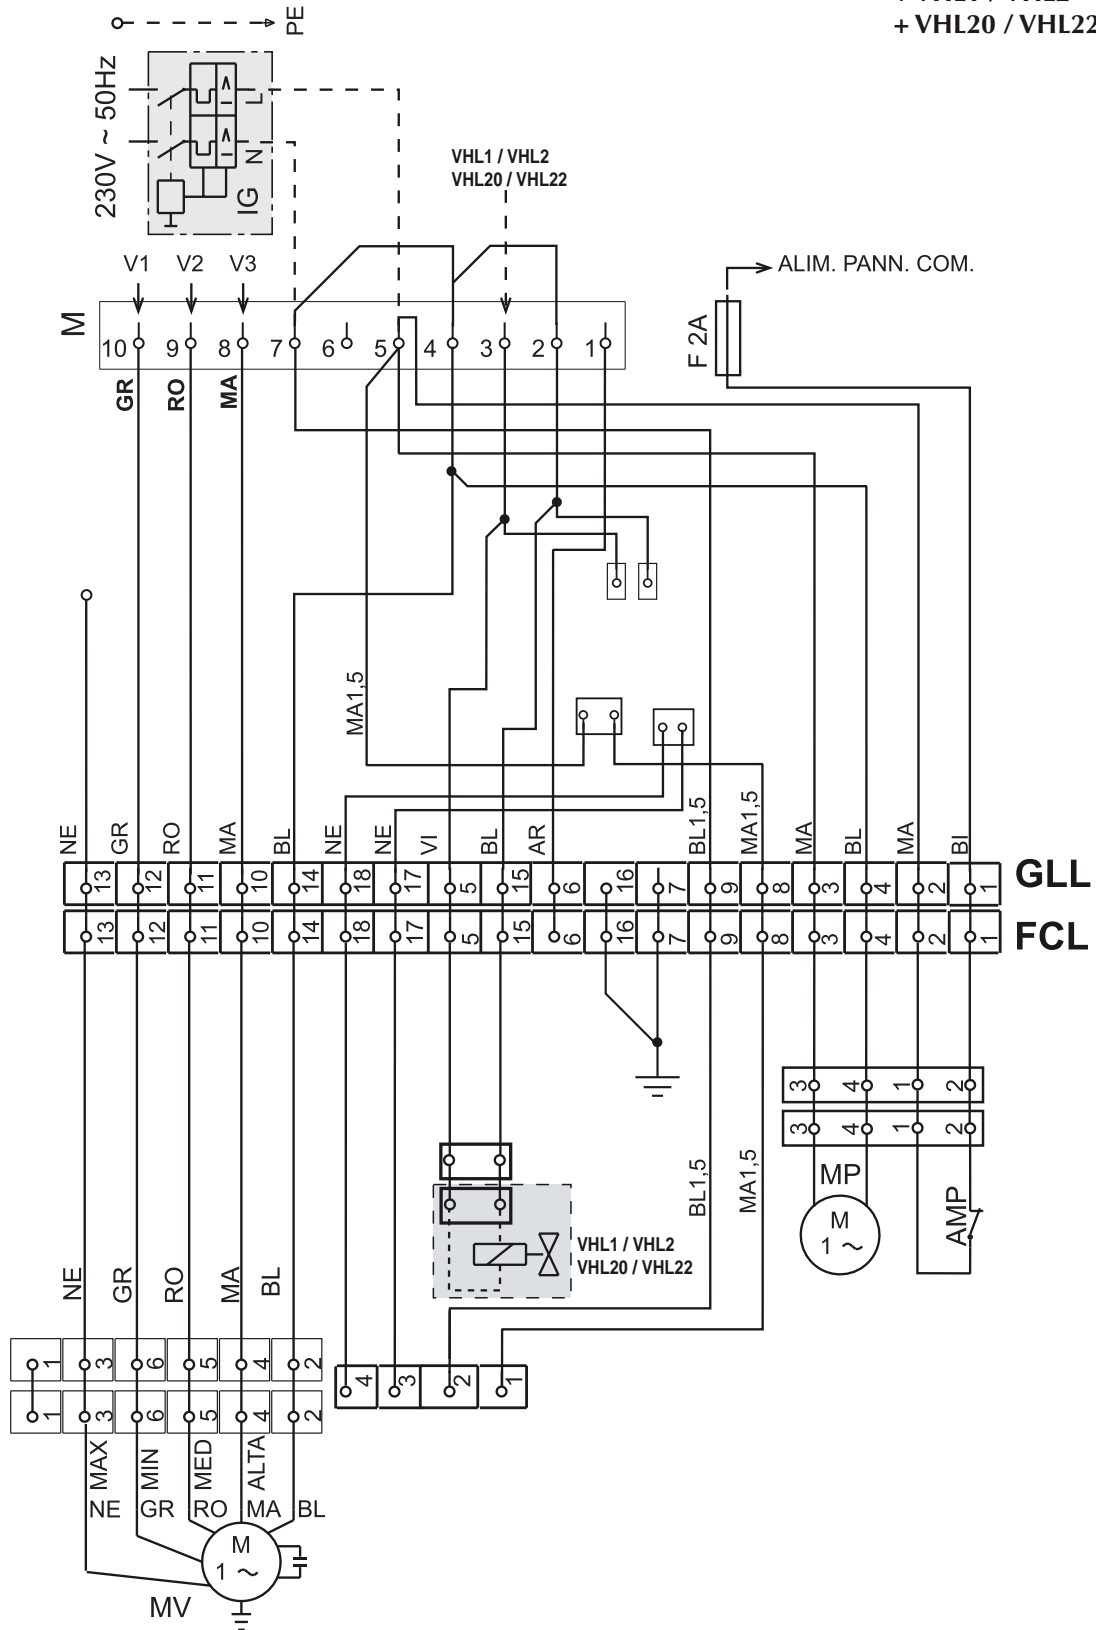 + VHL20 / VHL22
PE
230V ~ 50Hz
L
N
IG
VHL1 / VHL2
VHL20 / VHL22
V1 V2 V3
ALIM. PANN. COM.
M
10 9 8 7 6 5 4 3 2 1
F 2A
GR RO MA
MA1,5
NE GR RO MA BL NE NE VI BL AR BL1,5 MA1,5 MA BL MA BI
13 12 11 10 14 18 17 5 15 6 16 7 9 8 3 4 2 1
GLL
13 12 11 10 14 18 17 5 15 6 16 7 9 8 3 4 2 1
FCL
3 4 1 2
3 4 1 2
BL1,5 MA1,5
MP
M
1 ~
AMP
VHL1 / VHL2
VHL20 / VHL22
NE GR RO MA BL
1 3 6 5 4 2
4 3 2 1
1 3 6 5 4 2
MAX MIN MED ALTA
NE GR RO MA BL
M
1 ~
MV